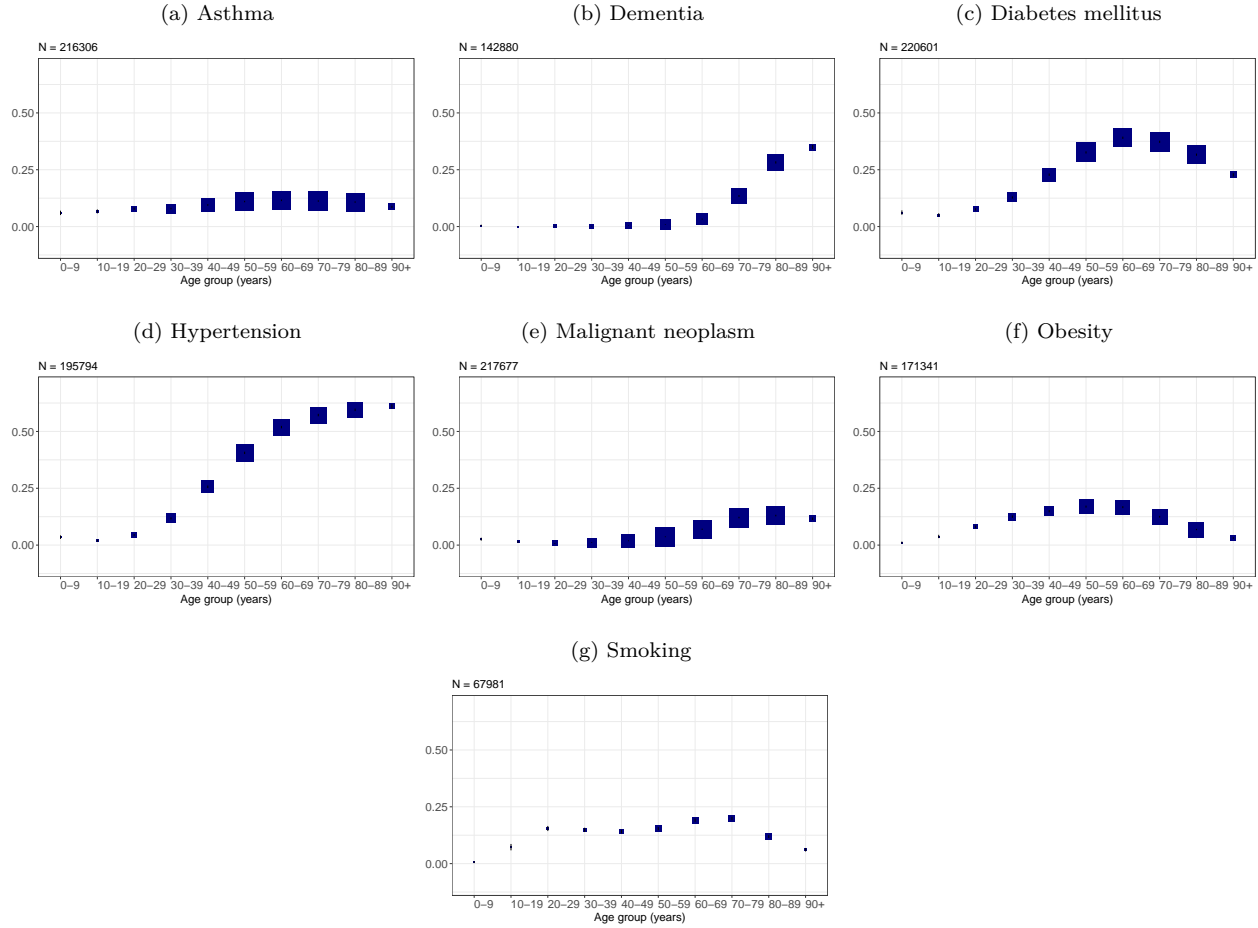 (a) Asthma
N = 216306
0.50
0.25
0.00
0–9 10–19 20–29 30–39 40–49 50–59 60–69 70–79 80–89 90+
Age group (years)
(b) Dementia
N = 142880
0.50
0.25
0.00
0–9 10–19 20–29 30–39 40–49 50–59 60–69 70–79 80–89 90+
Age group (years)
(c) Diabetes mellitus
N = 220601
0.50
0.25
0.00
0–9 10–19 20–29 30–39 40–49 50–59 60–69 70–79 80–89 90+
Age group (years)
(d) Hypertension
N = 195794
0.50
0.25
0.00
0–9 10–19 20–29 30–39 40–49 50–59 60–69 70–79 80–89 90+
Age group (years)
(e) Malignant neoplasm
N = 217677
0.50
0.25
0.00
0–9 10–19 20–29 30–39 40–49 50–59 60–69 70–79 80–89 90+
Age group (years)
(f) Obesity
N = 171341
0.50
0.25
0.00
0–9 10–19 20–29 30–39 40–49 50–59 60–69 70–79 80–89 90+
Age group (years)
(g) Smoking
N = 67981
0.50
0.25
0.00
0–9 10–19 20–29 30–39 40–49 50–59 60–69 70–79 80–89 90+
Age group (years)